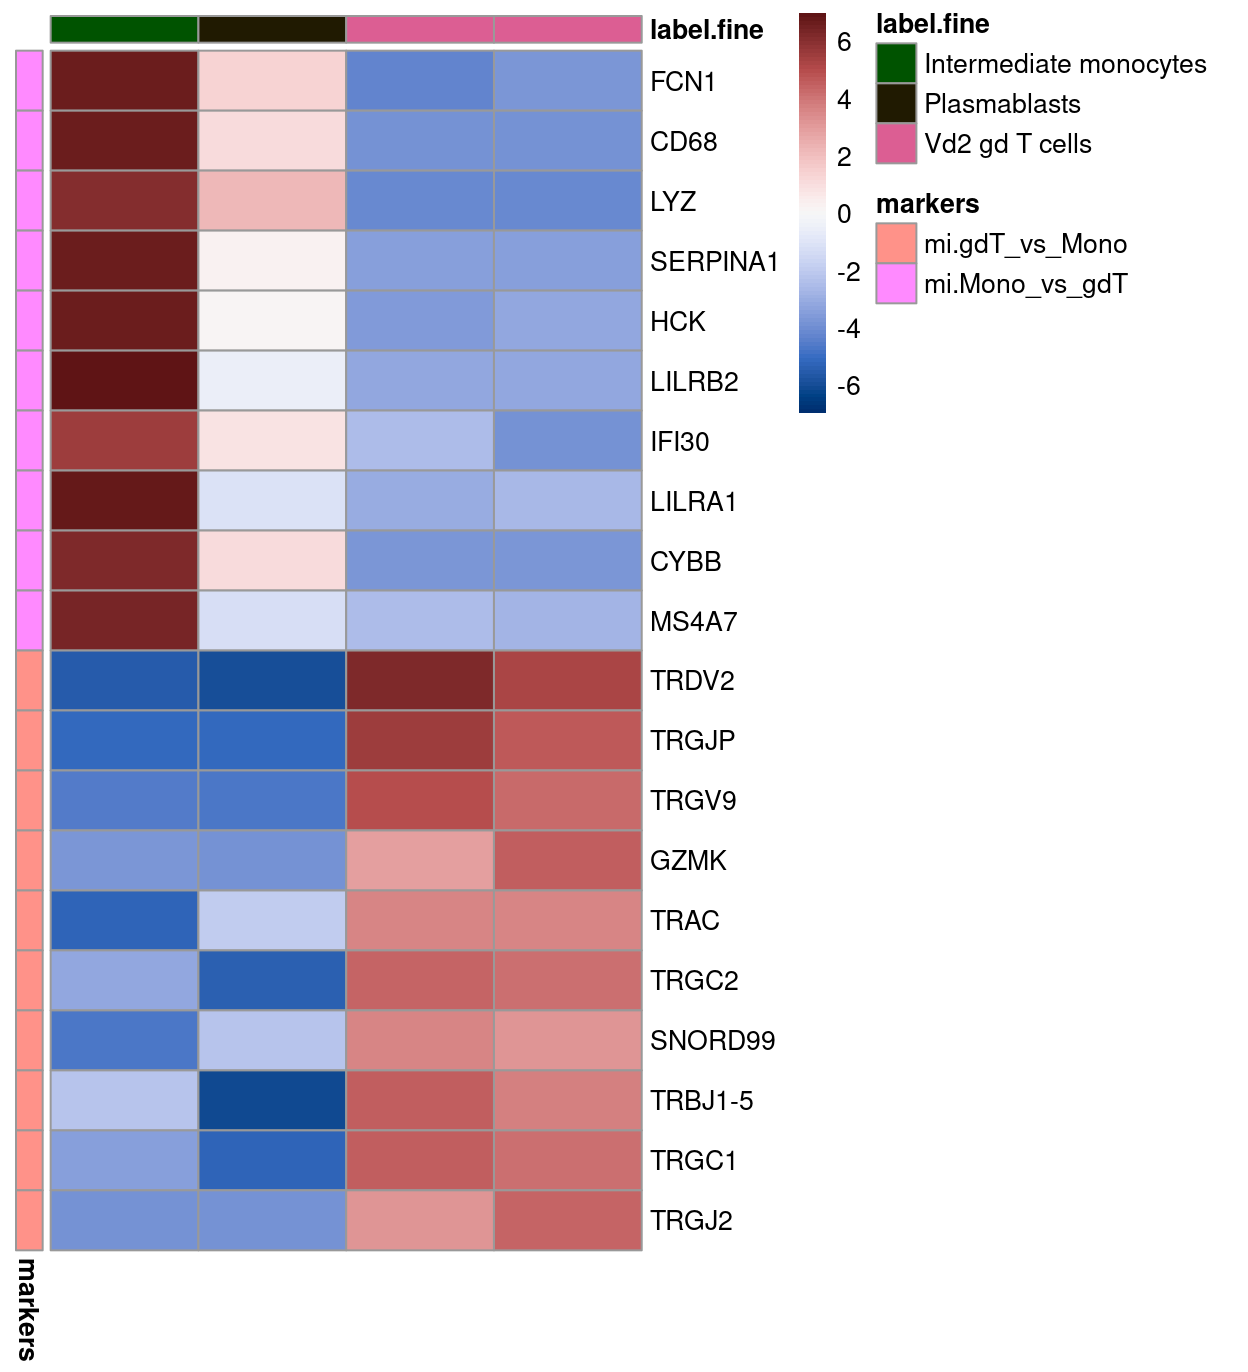 label.fine
FCN1
CD68
LYZ
SERPINA1
HCK
LILRB2
IFI30
LILRA1
CYBB
MS4A7
TRDV2
TRGJP
TRGV9
GZMK
TRAC
TRGC2
SNORD99
TRBJ1-5
TRGC1
TRGJ2
markers
6
4
2
0
-2
-4
-6
label.fine
Intermediate monocytes
Plasmablasts
Vd2 gd T cells
markers
mi.gdT_vs_Mono
mi.Mono_vs_gdT